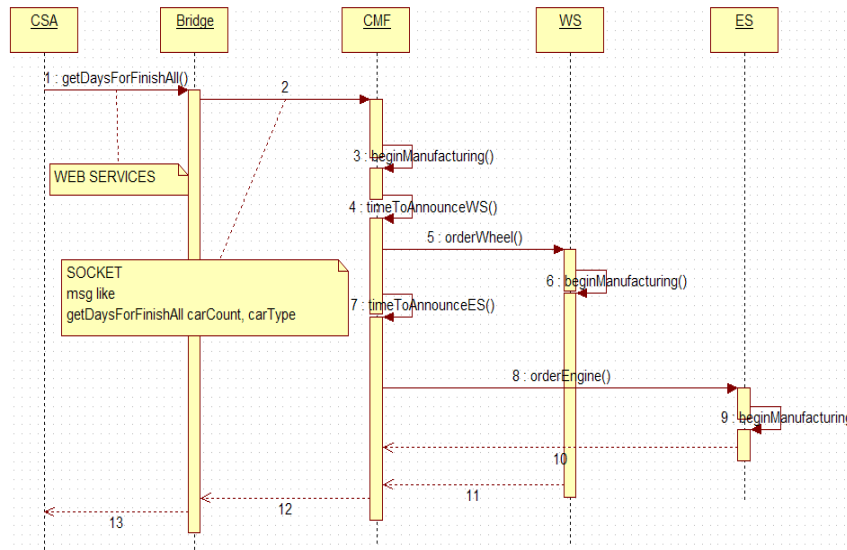 CSA
Bridge
CMF
WS
ES
1 : getDaysForFinishAll()
2
3 : beginManufacturing()
WEB SERVICES
4 : timeToAnnounceWS()
5 : orderWheel()
SOCKET
msg like
getDaysForFinishAll carCount, carType
6 : beginManufacturing()
7 : timeToAnnounceES()
8 : orderEngine()
9 : beginManufacturing
10
11
12
13